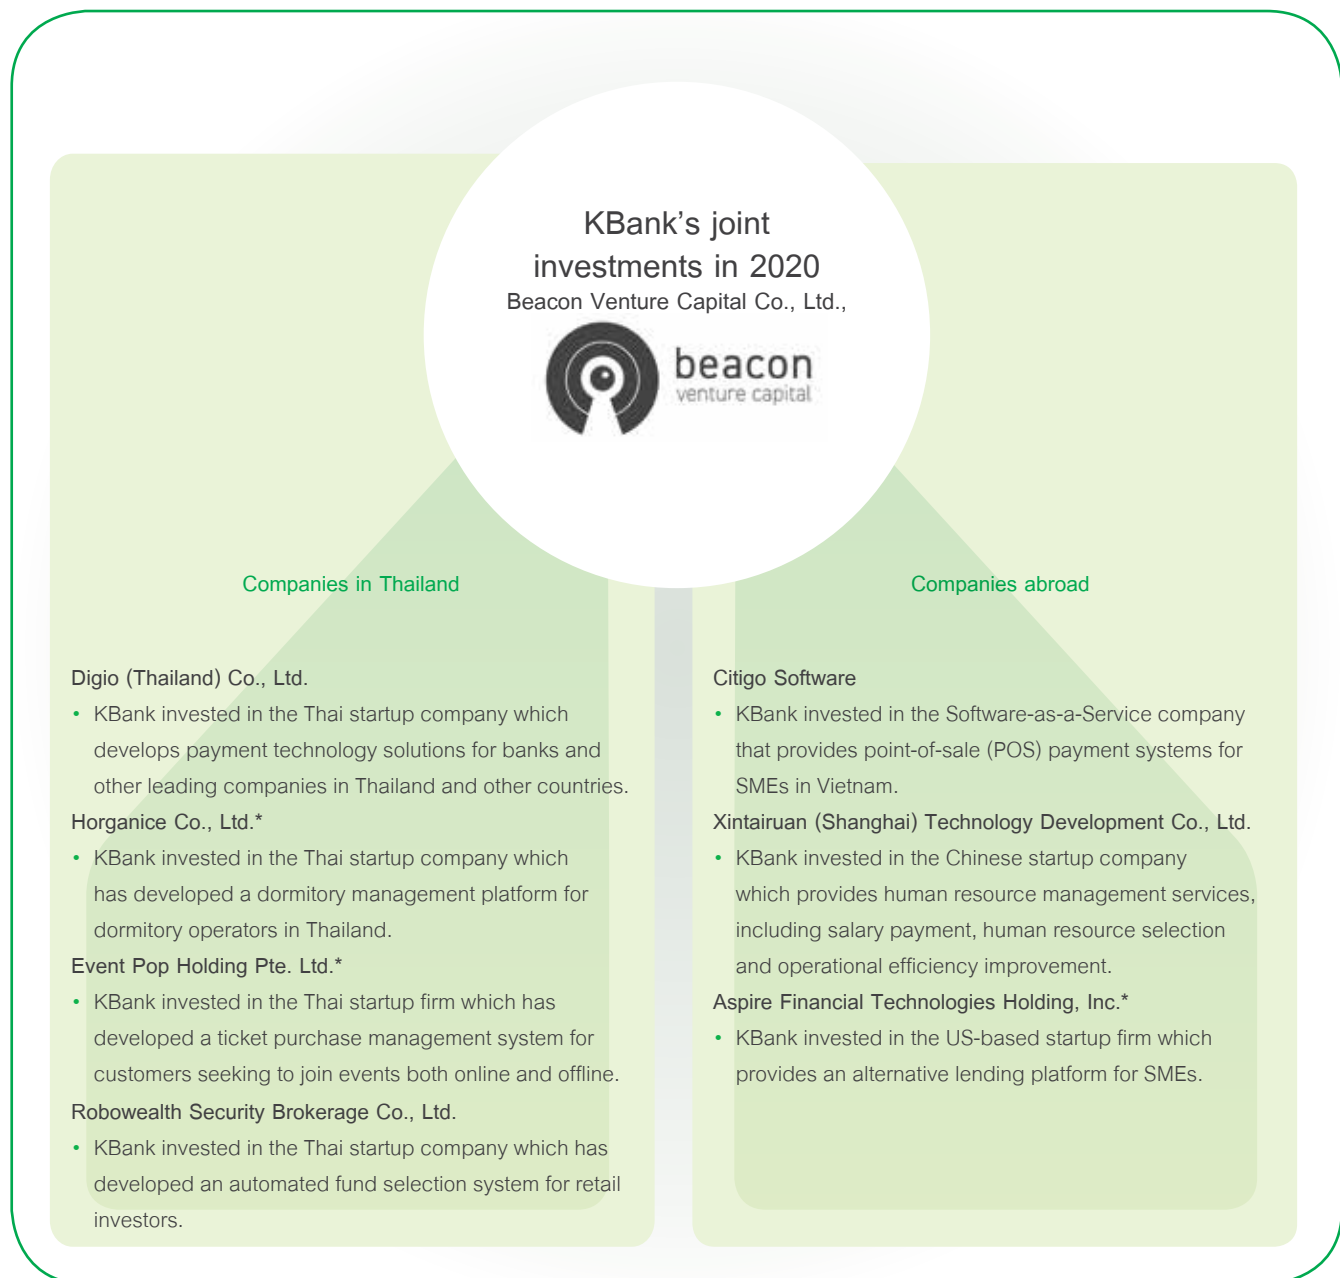 KBank's joint
investments in 2020
Beacon Venture Capital Co., Ltd.,
beacon
venture capital
Companies in Thailand
Digio (Thailand) Co., Ltd.
• KBank invested in the Thai startup company which
develops payment technology solutions for banks and
other leading companies in Thailand and other countries.
Horganice Co., Ltd.*
• KBank invested in the Thai startup company which
has developed a dormitory management platform for
dormitory operators in Thailand.
Event Pop Holding Pte. Ltd.*
• KBank invested in the Thai startup firm which has
developed a ticket purchase management system for
customers seeking to join events both online and offline.
Robowealth Security Brokerage Co., Ltd.
• KBank invested in the Thai startup company which has
developed an automated fund selection system for retail
investors.
Companies abroad
Citigo Software
• KBank invested in the Software-as-a-Service company
that provides point-of-sale (POS) payment systems for
SMEs in Vietnam.
Xintairuan (Shanghai) Technology Development Co., Ltd.
• KBank invested in the Chinese startup company
which provides human resource management services,
including salary payment, human resource selection
and operational efficiency improvement.
Aspire Financial Technologies Holding, Inc.*
• KBank invested in the US-based startup firm which
provides an alternative lending platform for SMEs.